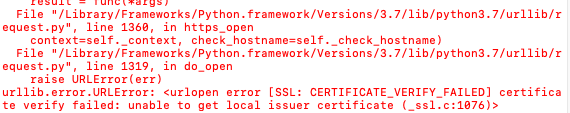 result = func(*args)
  File "/Library/Frameworks/Python.framework/Versions/3.7/lib/python3.7/urllib/r
equest.py", line 1360, in https_open
    context=self._context, check_hostname=self._check_hostname)
  File "/Library/Frameworks/Python.framework/Versions/3.7/lib/python3.7/urllib/r
equest.py", line 1319, in do_open
    raise URLError(err)
urllib.error.URLError: <urlopen error [SSL: CERTIFICATE_VERIFY_FAILED] certifica
te verify failed: unable to get local issuer certificate (_ssl.c:1076)>